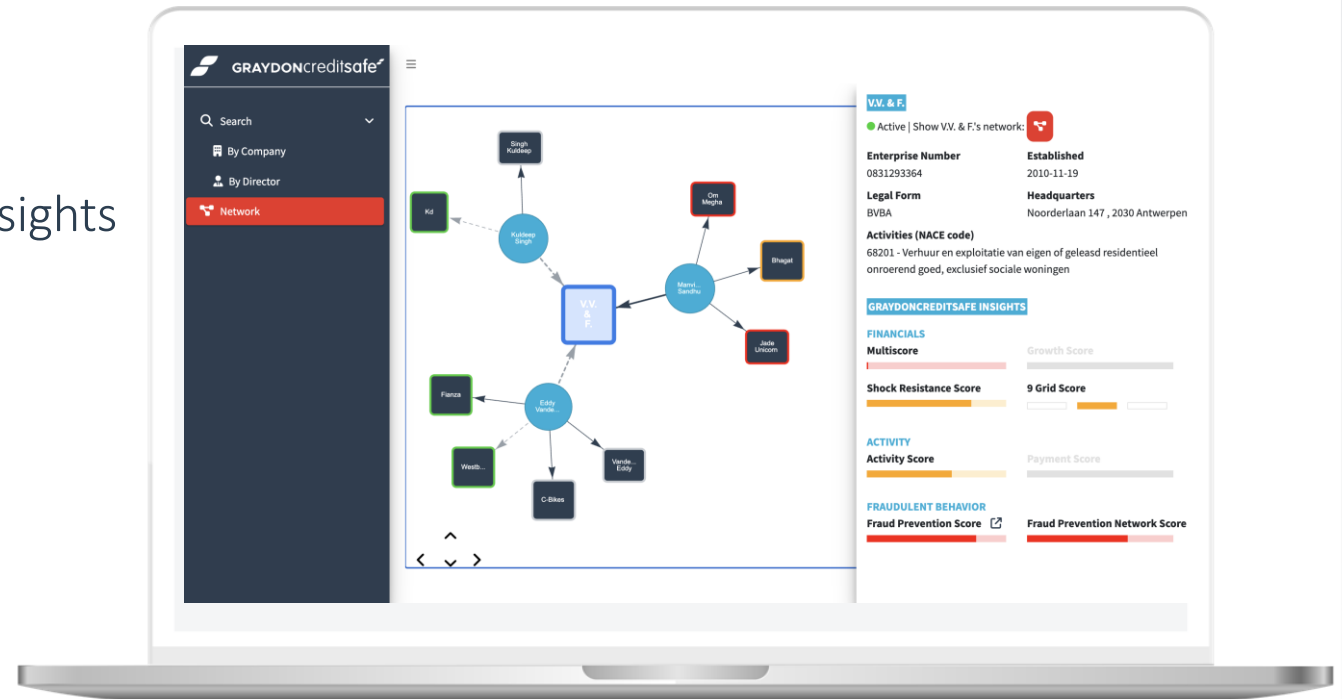 sights
GRAYDONcreditsafe
Search
By Company
By Director
Network
Singh
Kuldeep
Kd
Kuldeep
Singh
Om
Megha
Bhagat
Manvi...
Sandhu
V.V.
&
F.
Jade
Unicorn
Fianza
Eddy
Vande...
Westb...
Vande...
Eddy
C-Bikes
V.V. & F.
Active | Show V.V. & F.'s network:
Enterprise Number
Established
0831293364
2010-11-19
Legal Form
Headquarters
BVBA
Noorderlaan 147 , 2030 Antwerpen
Activities (NACE code)
68201 - Verhuur en exploitatie van eigen of geleasd residentieel
onroerend goed, exclusief sociale woningen
GRAYDONCREDITSAFE INSIGHTS
FINANCIALS
Multiscore
Growth Score
Shock Resistance Score
9 Grid Score
ACTIVITY
Activity Score
Payment Score
FRAUDULENT BEHAVIOR
Fraud Prevention Score
Fraud Prevention Network Score